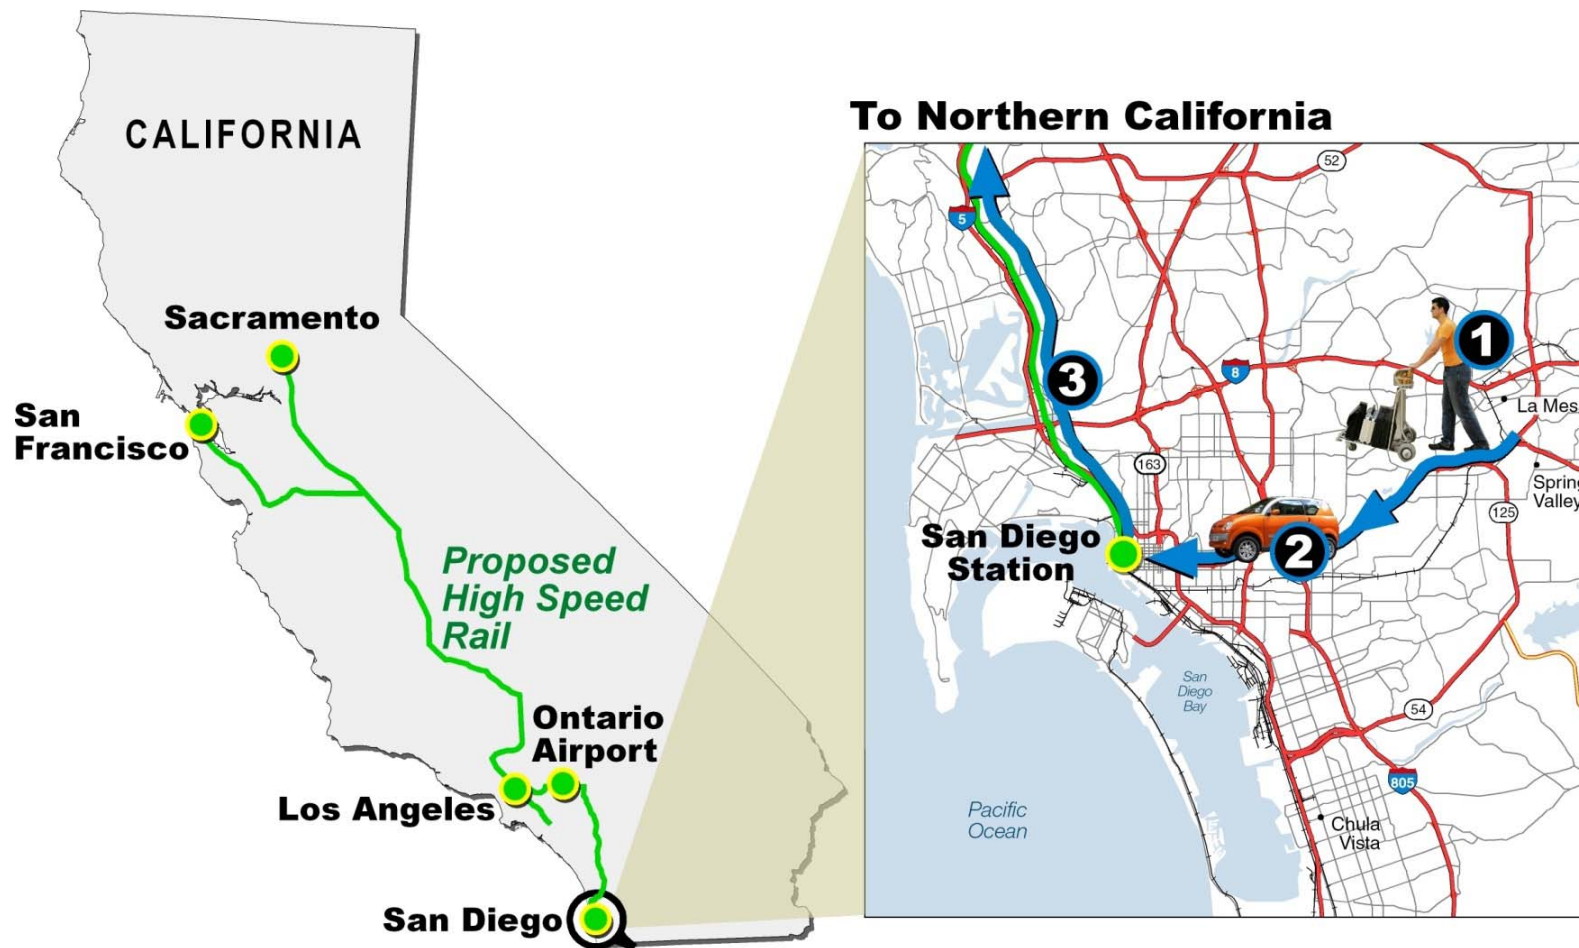 CALIFORNIA
Sacramento
San
Francisco
Proposed
High Speed
Rail
Ontario
Airport
Los Angeles
San Diego
To Northern California
52
5
1
3
8
La Mes
163
Spring
Valley
125
San Diego
Station
2
San
Diego
Bay
54
805
Pacific
Ocean
Chula
Vista